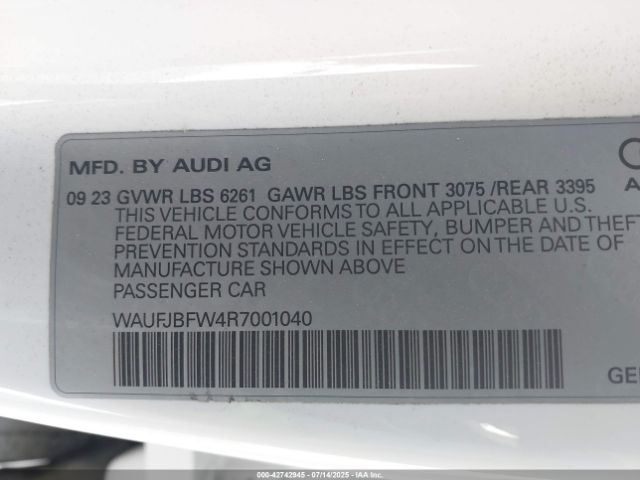 MFD. BY AUDI AG
09 23 GVWR LBS 6261 GAWR LBS FRONT 3075 /REAR 3395
THIS VEHICLE CONFORMS TO ALL APPLICABLE U.S.
FEDERAL MOTOR VEHICLE SAFETY, BUMPER AND THEFT
PREVENTION STANDARDS IN EFFECT ON THE DATE OF
MANUFACTURE SHOWN ABOVE
PASSENGER CAR
WAUFJBFW4R7001040
000-42742945 - 07/14/2025 - IAAI.COM